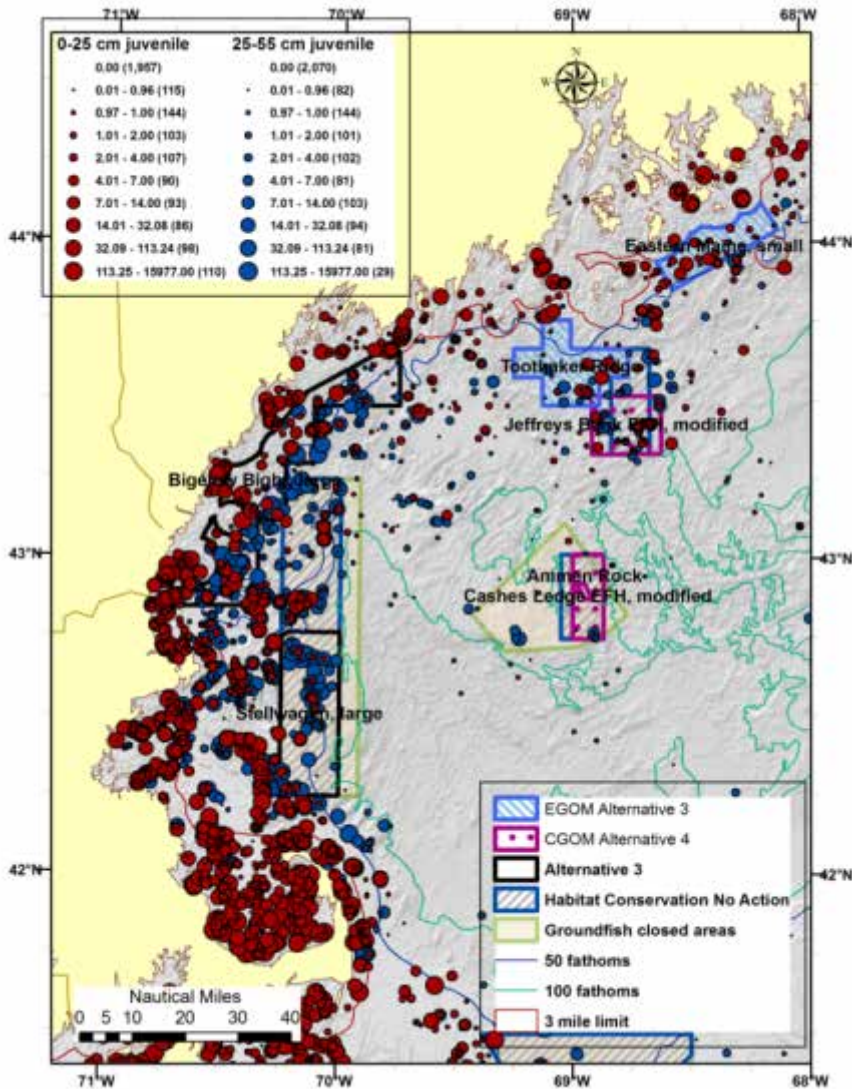 71°W 70°W 69°W 68°W
0-25 cm juvenile 25-55 cm juvenile
0.00 (1,957) 0.00 (2,070)
0.01 - 0.96 (115) 0.01 - 0.96 (82)
0.97 - 1.00 (144) 0.97 - 1.00 (144)
1.01 - 2.00 (103) 1.01 - 2.00 (101)
2.01 - 4.00 (107) 2.01 - 4.00 (102)
4.01 - 7.00 (90) 4.01 - 7.00 (81)
7.01 - 14.00 (93) 7.01 - 14.00 (103)
14.01 - 32.08 (86) 14.01 - 32.08 (94)
32.09 - 113.24 (98) 32.09 - 113.24 (81)
113.25 - 15977.00 (110) 113.25 - 15977.00 (29)
N
W E
S
44°N 44°N
Eastern Maine, small
Toothaker Ridge
Jeffreys Bank EFH, modified
Bigelow Bight, large
43°N 43°N
Ammen Rock
Cashes Ledge EFH, modified
Stellwagen, large
42°N 42°N
EGOM Alternative 3
CGOM Alternative 4
Alternative 3
Habitat Conservation No Action
Groundfish closed areas
50 fathoms
100 fathoms
3 mile limit
Nautical Miles
0 5 10 20 30 40
71°W 70°W 69°W 68°W